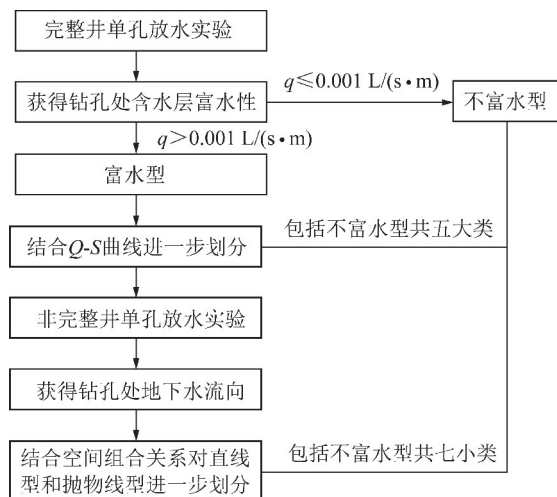 完整井单孔放水实验
q≤0.001 L/(s•m)
获得钻孔处含水层富水性
不富水型
q>0.001 L/(s•m)
富水型
结合Q-S曲线进一步划分
包括不富水型共五大类
非完整井单孔放水实验
获得钻孔处地下水流向
结合空间组合关系对直线
型和抛物线型进一步划分
包括不富水型共七小类